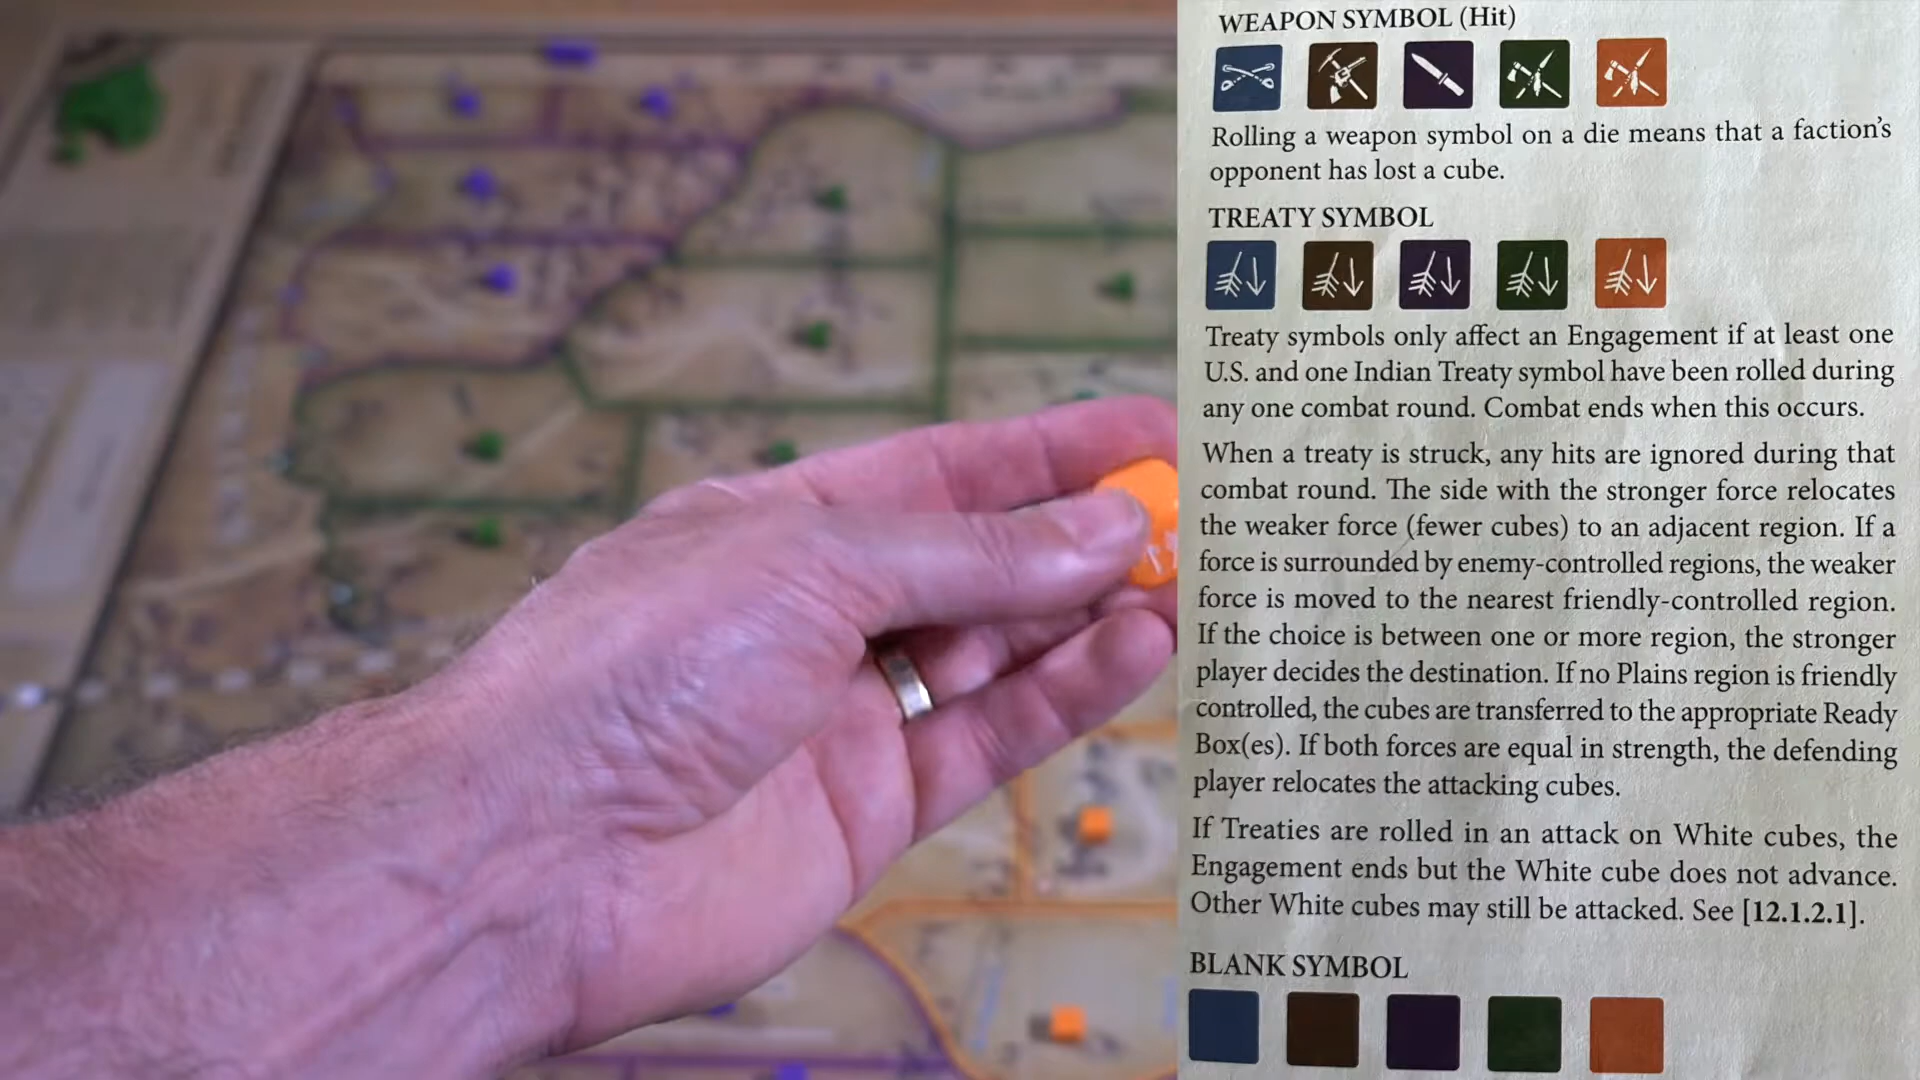 WEAPON SYMBOL (Hit)
Rolling a weapon symbol on a die means that a faction's
opponent has lost a cube.
TREATY SYMBOL
Treaty symbols only affect an Engagement if at least one
U.S. and one Indian Treaty symbol have been rolled during
any one combat round. Combat ends when this occurs.
When a treaty is struck, any hits are ignored during that
combat round. The side with the stronger force relocates
the weaker force (fewer cubes) to an adjacent region. If a
force is surrounded by enemy-controlled regions, the weaker
force is moved to the nearest friendly-controlled region.
If the choice is between one or more region, the stronger
player decides the destination. If no Plains region is friendly
controlled, the cubes are transferred to the appropriate Ready
Box(es). If both forces are equal in strength, the defending
player relocates the attacking cubes.
If Treaties are rolled in an attack on White cubes, the
Engagement ends but the White cube does not advance.
Other White cubes may still be attacked. See [12.1.2.1].
BLANK SYMBOL